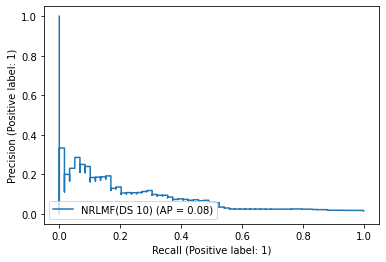 1.0
0.8
0.6
0.4
0.2
0.0
Precision (Positive label: 1)
NRLMF(DS 10) (AP = 0.08)
0.0 0.2 0.4 0.6 0.8 1.0
Recall (Positive label: 1)